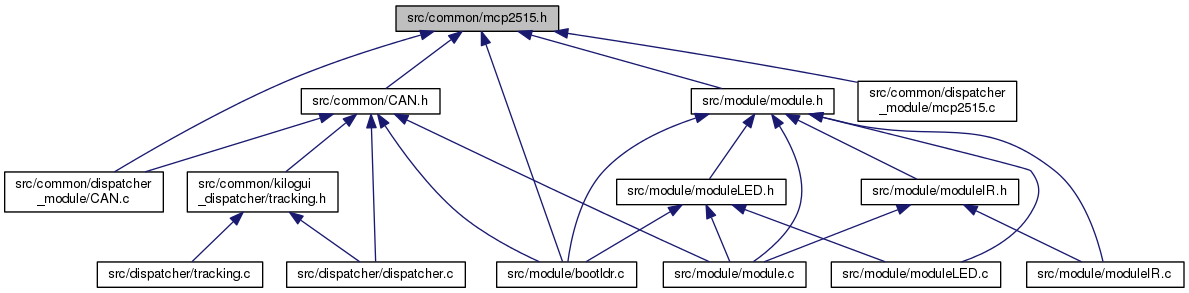 src/common/mcp2515.h
src/common/CAN.h
src/module/module.h
src/common/dispatcher
_module/mcp2515.c
src/common/dispatcher
_module/CAN.c
src/common/kilogui
_dispatcher/tracking.h
src/module/moduleLED.h
src/module/moduleIR.h
src/dispatcher/tracking.c
src/dispatcher/dispatcher.c
src/module/bootldr.c
src/module/module.c
src/module/moduleLED.c
src/module/moduleIR.c